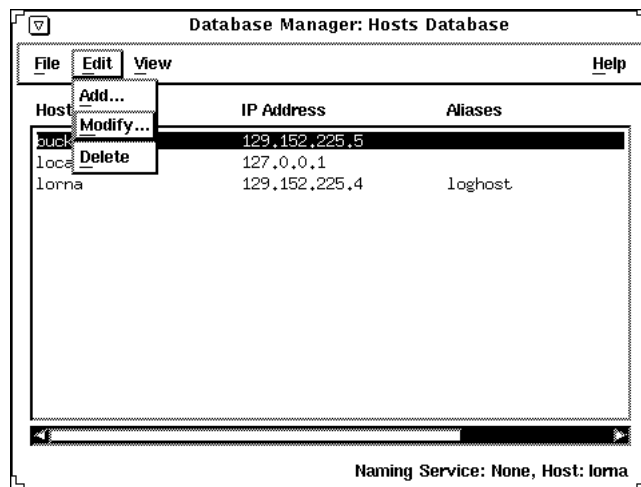 Database Manager: Hosts Database
File Edit View Help
Add...
Host IP Address Aliases
Modify...
129.152.225.5
Delete 127.0.0.1
lorna 129.152.225.4 loghost
Naming Service: None, Host: lorna